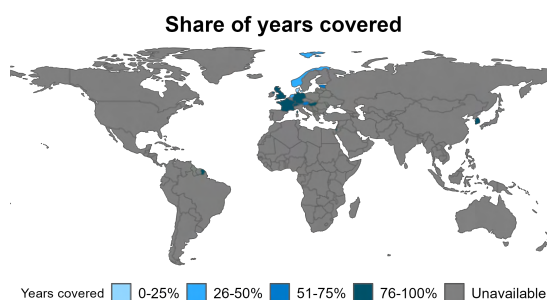 Share of years covered
Years covered 0-25% 26-50% 51-75% 76-100% Unavailable